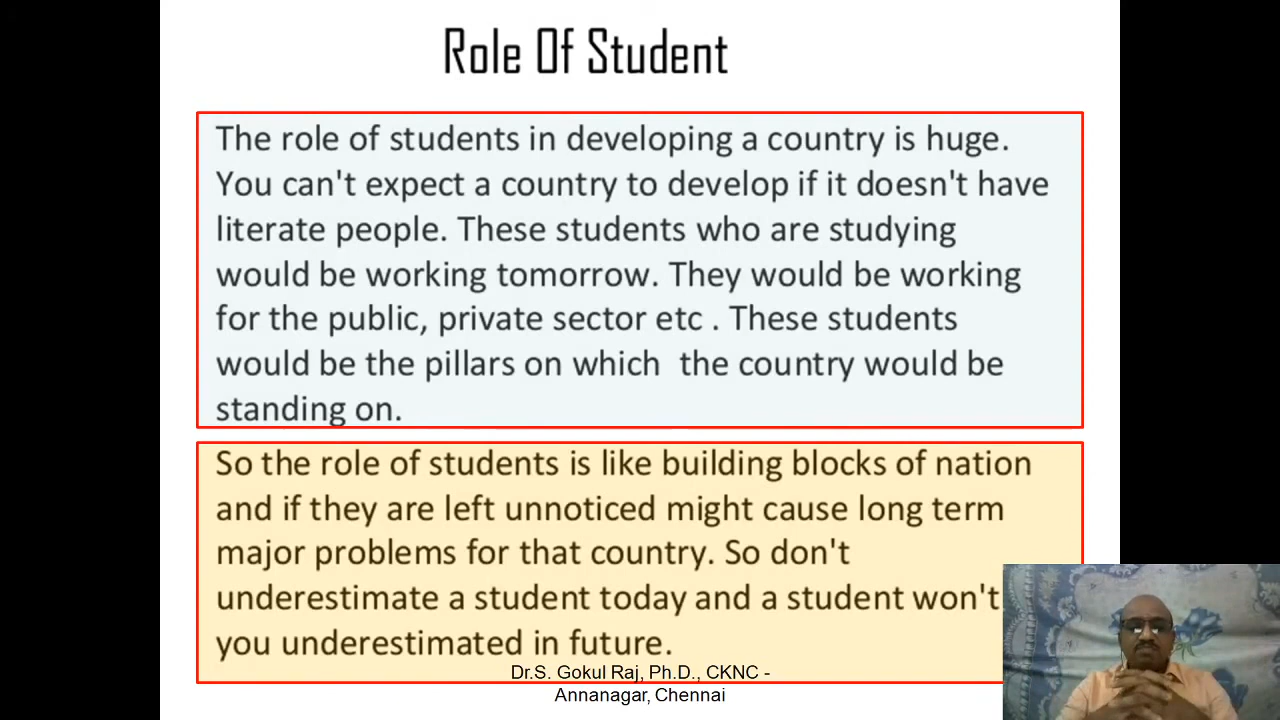 Role Of Student
The role of students in developing a country is huge.
You can't expect a country to develop if it doesn't have
literate people. These students who are studying
would be working tomorrow. They would be working
for the public, private sector etc . These students
would be the pillars on which  the country would be
standing on.
So the role of students is like building blocks of nation
and if they are left unnoticed might cause long term
major problems for that country. So don't
underestimate a student today and a student won't
you underestimated in future.
Dr.S. Gokul Raj, Ph.D., CKNC -
Annanagar, Chennai